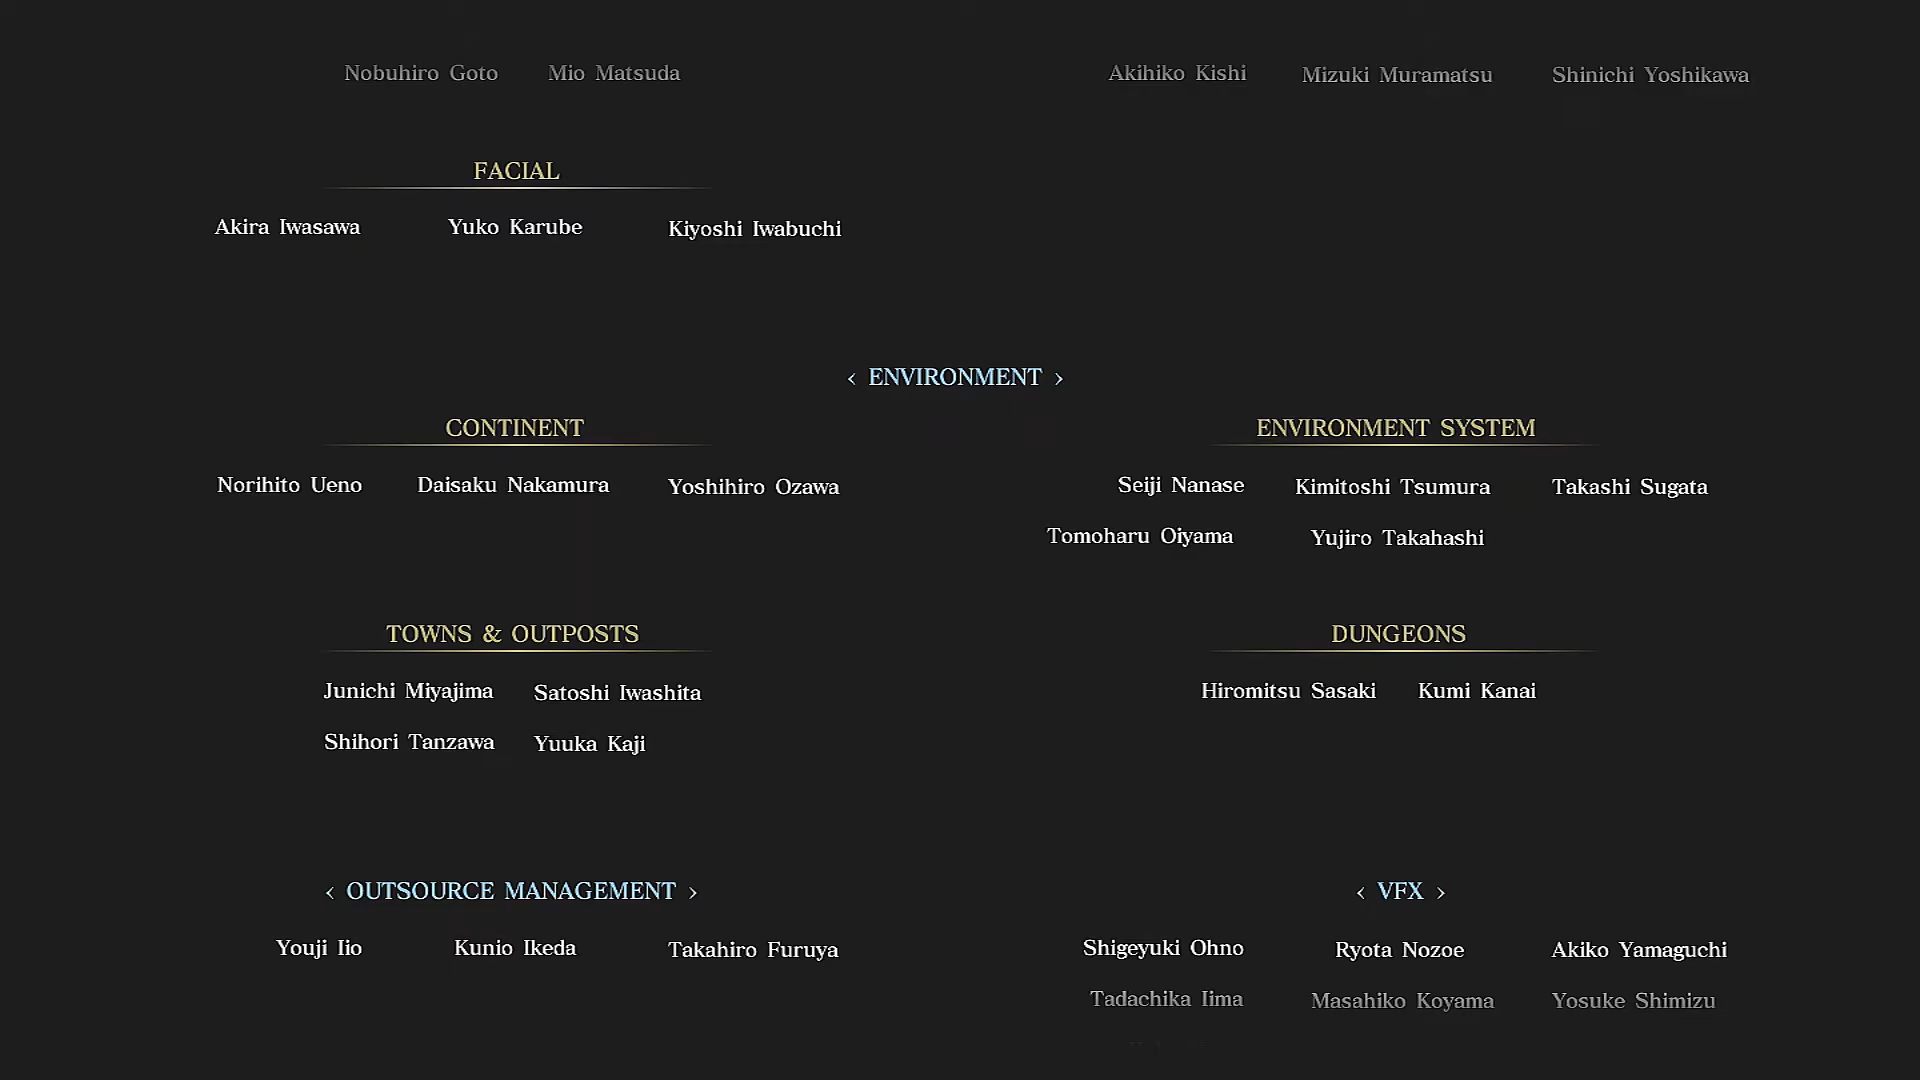 Nobuhiro Goto Mio Matsuda Akihiko Kishi Mizuki Muramatsu Shinichi Yoshikawa
FACIAL
Akira Iwasawa Yuko Karube Kiyoshi Iwabuchi
‹ ENVIRONMENT ›
CONTINENT
Norihito Ueno Daisaku Nakamura Yoshihiro Ozawa
ENVIRONMENT SYSTEM
Seiji Nanase Kimitoshi Tsumura Takashi Sugata
Tomoharu Oiyama Yujiro Takahashi
TOWNS & OUTPOSTS
Junichi Miyajima Satoshi Iwashita
Shihori Tanzawa Yuuka Kaji
DUNGEONS
Hiromitsu Sasaki Kumi Kanai
‹ OUTSOURCE MANAGEMENT ›
Youji Iio Kunio Ikeda Takahiro Furuya
‹ VFX ›
Shigeyuki Ohno Ryota Nozoe Akiko Yamaguchi
Tadachika Iima Masahiko Koyama Yosuke Shimizu